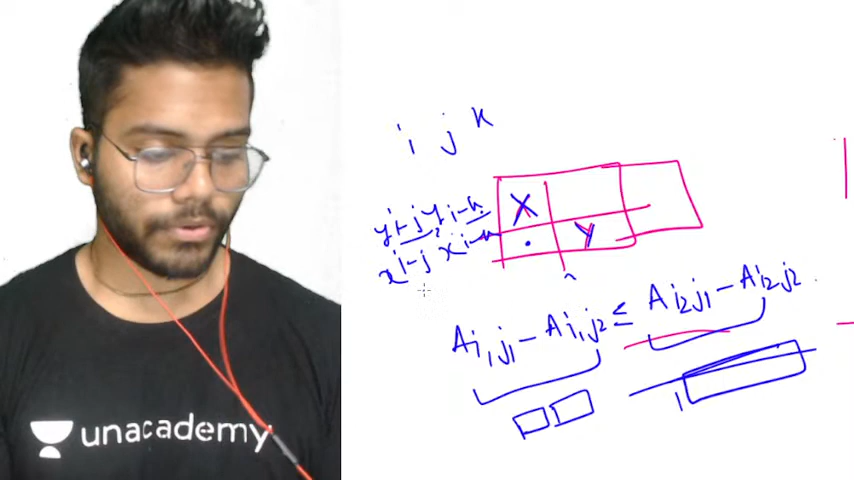 i j k
X
Y
A i1 j1 - A i1 j2 ≤ A i2 j1 - A i2 j2
unacademy